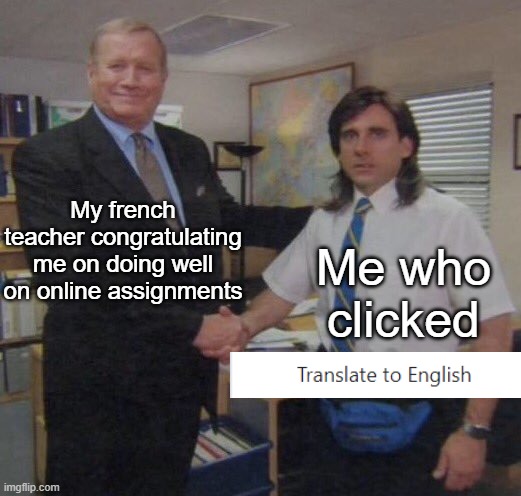 My french
teacher congratulating
me on doing well
on online assignments
Me who
clicked
Translate to English
imgflip.com